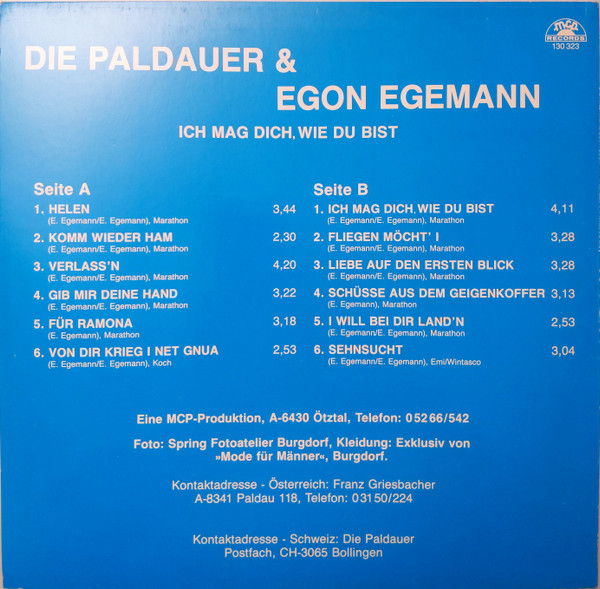 mcp
RECORDS
130 323
DIE PALDAUER &
EGON EGEMANN
ICH MAG DICH, WIE DU BIST
Seite A
1. HELEN 3,44
(E. Egemann/E. Egemann), Marathon
2. KOMM WIEDER HAM 2,30
(E. Egemann/E. Egemann), Marathon
3. VERLASS'N 4,20
(E. Egemann/E. Egemann), Marathon
4. GIB MIR DEINE HAND 3,22
(E. Egemann/E. Egemann), Marathon
5. FÜR RAMONA 3,18
(E. Egemann), Marathon
6. VON DIR KRIEG I NET GNUA 2,53
(E. Egemann/E. Egemann), Koch
Seite B
1. ICH MAG DICH, WIE DU BIST 4,11
(E. Egemann/E. Egemann), Marathon
2. FLIEGEN MÖCHT' I 3,28
(E. Egemann/E. Egemann), Marathon
3. LIEBE AUF DEN ERSTEN BLICK 3,28
(E. Egemann/E. Egemann), Marathon
4. SCHÜSSE AUS DEM GEIGENKOFFER 3,13
(E. Egemann), Marathon
5. I WILL BEI DIR LAND'N 2,53
(E. Egemann/E. Egemann), Marathon
6. SEHNSUCHT 3,04
(E. Egemann/E. Egemann), Emi/Wintasco
Eine MCP-Produktion, A-6430 Ötztal, Telefon: 0 52 66/542
Foto: Spring Fotoatelier Burgdorf, Kleidung: Exklusiv von
»Mode für Männer«, Burgdorf.
Kontaktadresse - Österreich: Franz Griesbacher
A-8341 Paldau 118, Telefon: 0 31 50/224
Kontaktadresse - Schweiz: Die Paldauer
Postfach, CH-3065 Bollingen